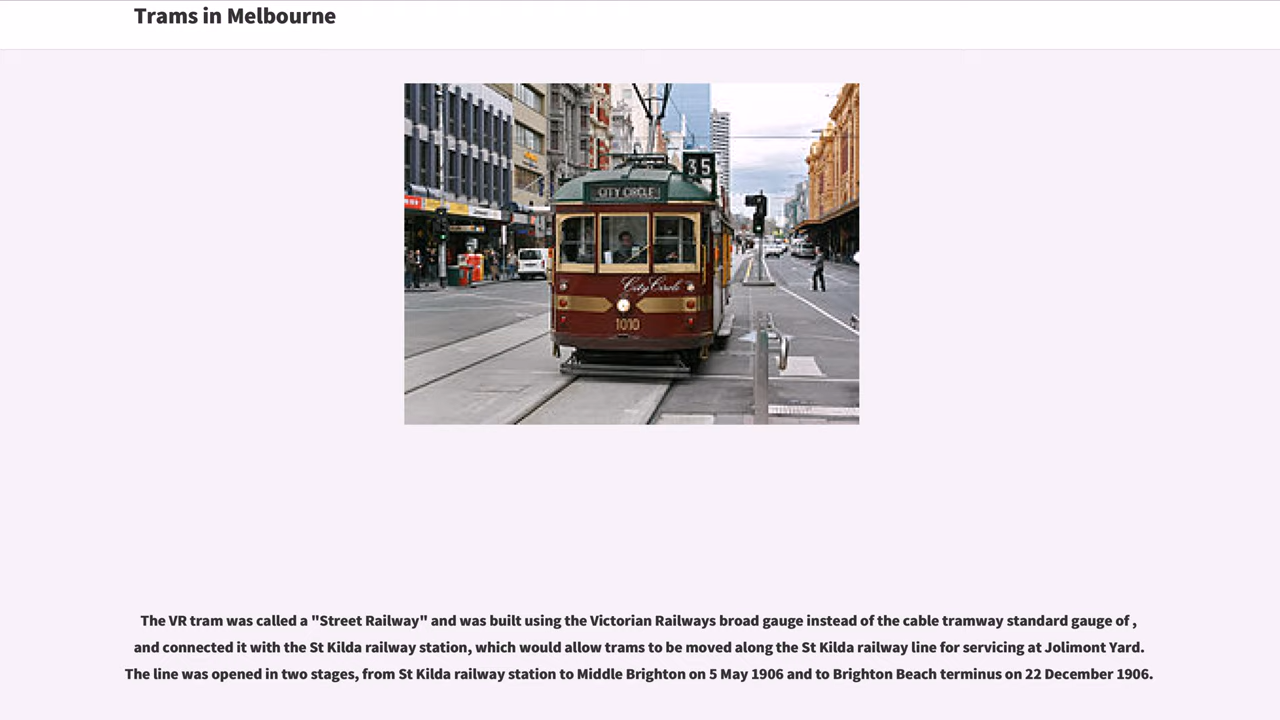 Trams in Melbourne
35
CITY CIRCLE
City Circle
1010
The VR tram was called a "Street Railway" and was built using the Victorian Railways broad gauge instead of the cable tramway standard gauge of ,
and connected it with the St Kilda railway station, which would allow trams to be moved along the St Kilda railway line for servicing at Jolimont Yard.
The line was opened in two stages, from St Kilda railway station to Middle Brighton on 5 May 1906 and to Brighton Beach terminus on 22 December 1906.